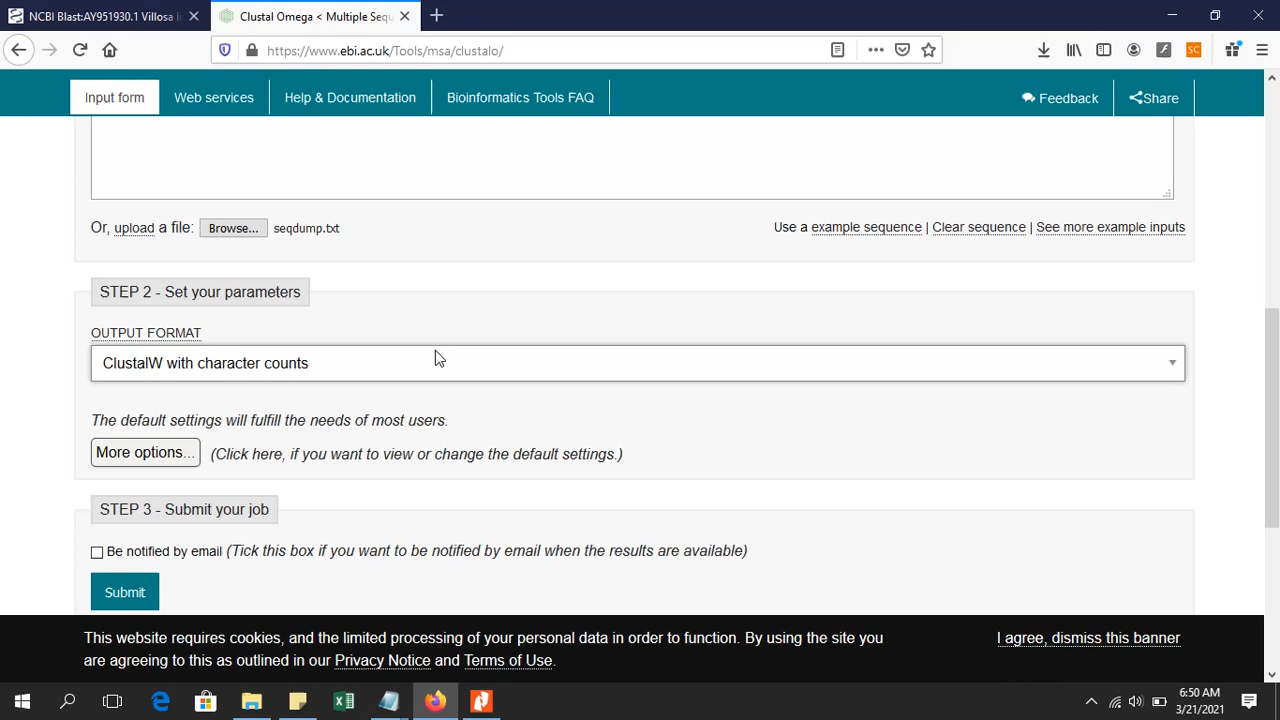 NCBI Blast:AY951930.1 Villosa li
Clustal Omega < Multiple Sequ
https://www.ebi.ac.uk/Tools/msa/clustalo/
Input form
Web services
Help & Documentation
Bioinformatics Tools FAQ
Feedback
Share
Or, upload a file: Browse... seqdump.txt
Use a example sequence | Clear sequence | See more example inputs
STEP 2 - Set your parameters
OUTPUT FORMAT
ClustalW with character counts
The default settings will fulfill the needs of most users.
More options... (Click here, if you want to view or change the default settings.)
STEP 3 - Submit your job
Be notified by email (Tick this box if you want to be notified by email when the results are available)
Submit
This website requires cookies, and the limited processing of your personal data in order to function. By using the site you
are agreeing to this as outlined in our Privacy Notice and Terms of Use.
I agree, dismiss this banner
6:50 AM
3/21/2021